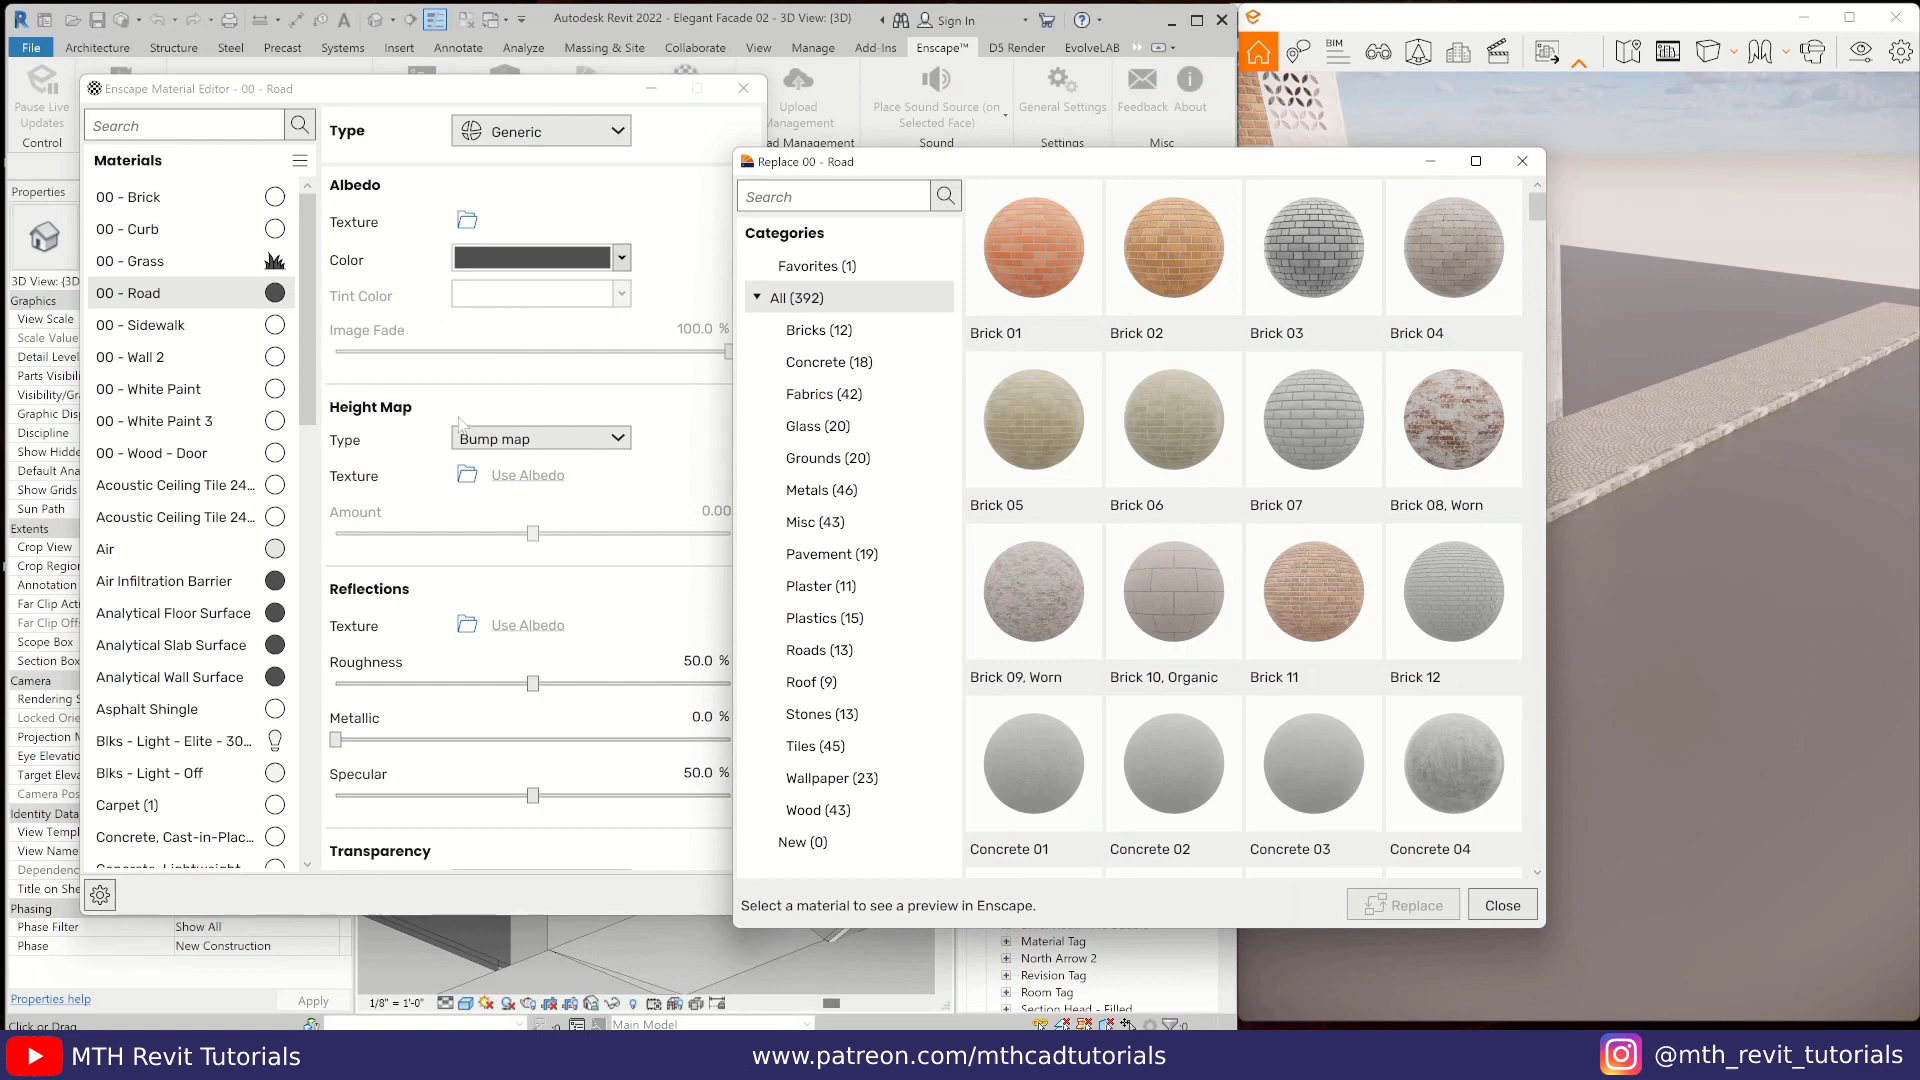 Autodesk Revit 2022 - Elegant Facade 02 - 3D View: {3D}
Sign In
File Architecture Structure Steel Precast Systems Insert Annotate Analyze Massing & Site Collaborate View Manage Add-Ins Enscape™ D5 Render EvolveLAB
BIM
Pause Live
Updates
Control
Upload
Management
Place Sound Source (on
Selected Face)
Sound
General Settings
Settings
Feedback About
Misc
Enscape Material Editor - 00 - Road
Search
Materials
00 - Brick
00 - Curb
00 - Grass
00 - Road
00 - Sidewalk
00 - Wall 2
00 - White Paint
00 - White Paint 3
00 - Wood - Door
Acoustic Ceiling Tile 24...
Acoustic Ceiling Tile 24...
Air
Air Infiltration Barrier
Analytical Floor Surface
Analytical Slab Surface
Analytical Wall Surface
Asphalt Shingle
Blks - Light - Elite - 30...
Blks - Light - Off
Carpet (1)
Concrete, Cast-in-Plac...
Concrete, Lightweight
Type Generic
Albedo
Texture
Color
Tint Color
Image Fade 100.0 %
Height Map
Type Bump map
Texture Use Albedo
Amount 0.00
Reflections
Texture Use Albedo
Roughness 50.0 %
Metallic 0.0 %
Specular 50.0 %
Transparency
Replace 00 - Road
Search
Categories
Favorites (1)
All (392)
Bricks (12)
Concrete (18)
Fabrics (42)
Glass (20)
Grounds (20)
Metals (46)
Misc (43)
Pavement (19)
Plaster (11)
Plastics (15)
Roads (13)
Roof (9)
Stones (13)
Tiles (45)
Wallpaper (23)
Wood (43)
New (0)
Brick 01 Brick 02 Brick 03 Brick 04
Brick 05 Brick 06 Brick 07 Brick 08, Worn
Brick 09, Worn Brick 10, Organic Brick 11 Brick 12
Concrete 01 Concrete 02 Concrete 03 Concrete 04
Select a material to see a preview in Enscape.
Replace Close
Properties
3D View: {3D
Graphics
View Scale
Scale Value
Detail Level
Parts Visibili
Visibility/Gra
Graphic Disp
Discipline
Show Hidde
Default Ana
Show Grids
Sun Path
Extents
Crop View
Crop Region
Annotation
Far Clip Acti
Far Clip Offs
Scope Box
Section Box
Camera
Rendering S
Locked Orie
Projection M
Eye Elevatio
Target Eleva
Camera Pos
Identity Data
View Templ
View Name
Dependenc
Title on She
Phasing
Phase Filter Show All
Phase New Construction
Properties help Apply
1/8" = 1'-0"
Material Tag
North Arrow 2
Revision Tag
Room Tag
Section Head - Filled
Click or Drag
:0
Main Model
:0
MTH Revit Tutorials
www.patreon.com/mthcadtutorials
@mth_revit_tutorials